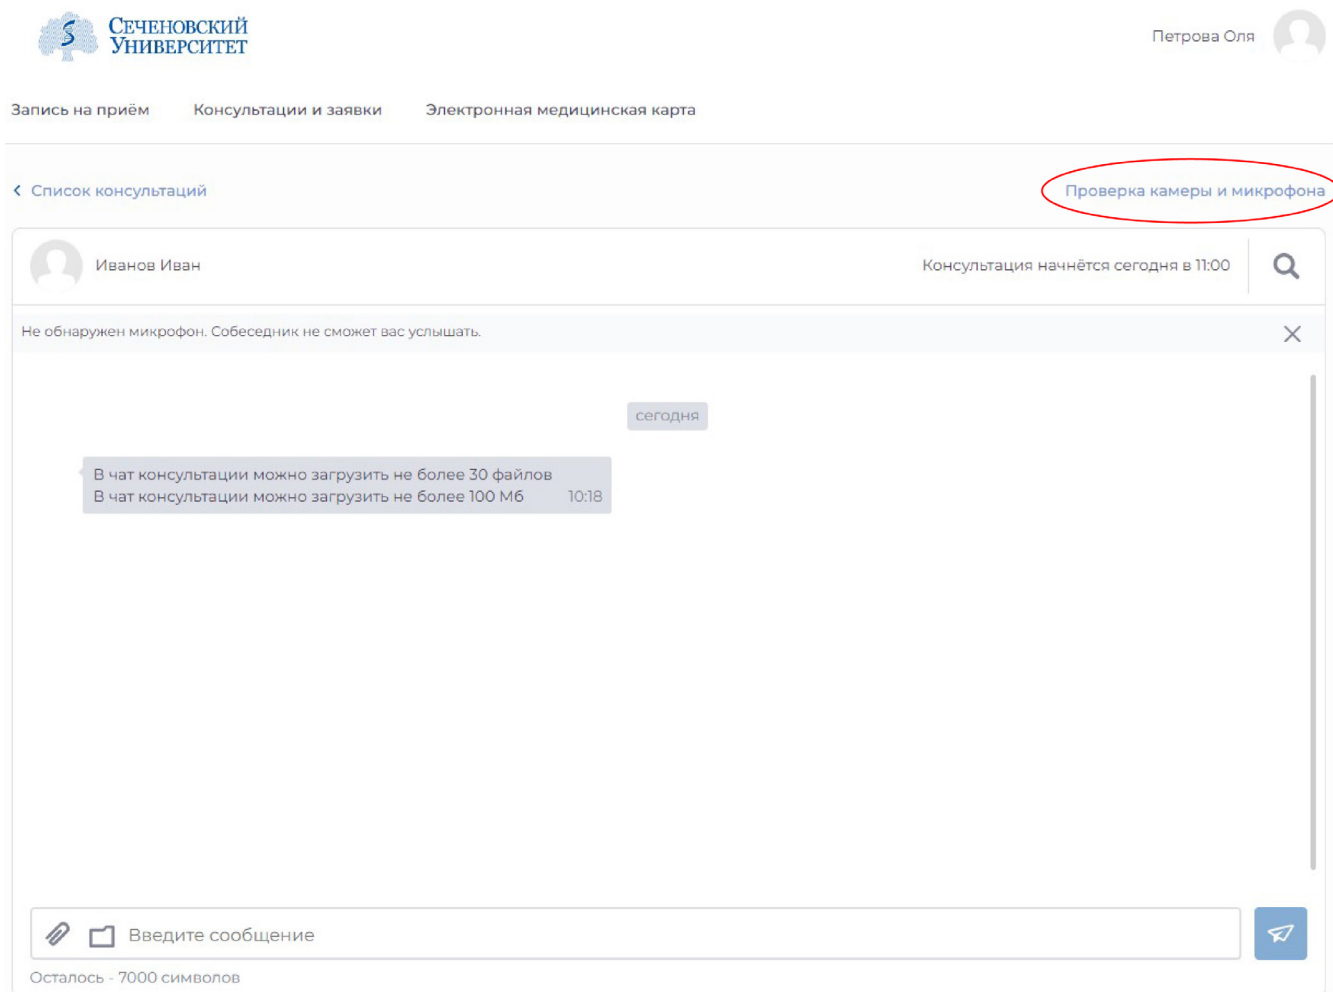 СЕЧЕНОВСКИЙ
УНИВЕРСИТЕТ
Петрова Оля
Запись на приём Консультации и заявки Электронная медицинская карта
Список консультаций Проверка камеры и микрофона
Иванов Иван Консультация начнётся сегодня в 11:00
Не обнаружен микрофон. Собеседник не сможет вас услышать.
сегодня
В чат консультации можно загрузить не более 30 файлов
В чат консультации можно загрузить не более 100 Мб 10:18
Введите сообщение
Осталось - 7000 символов